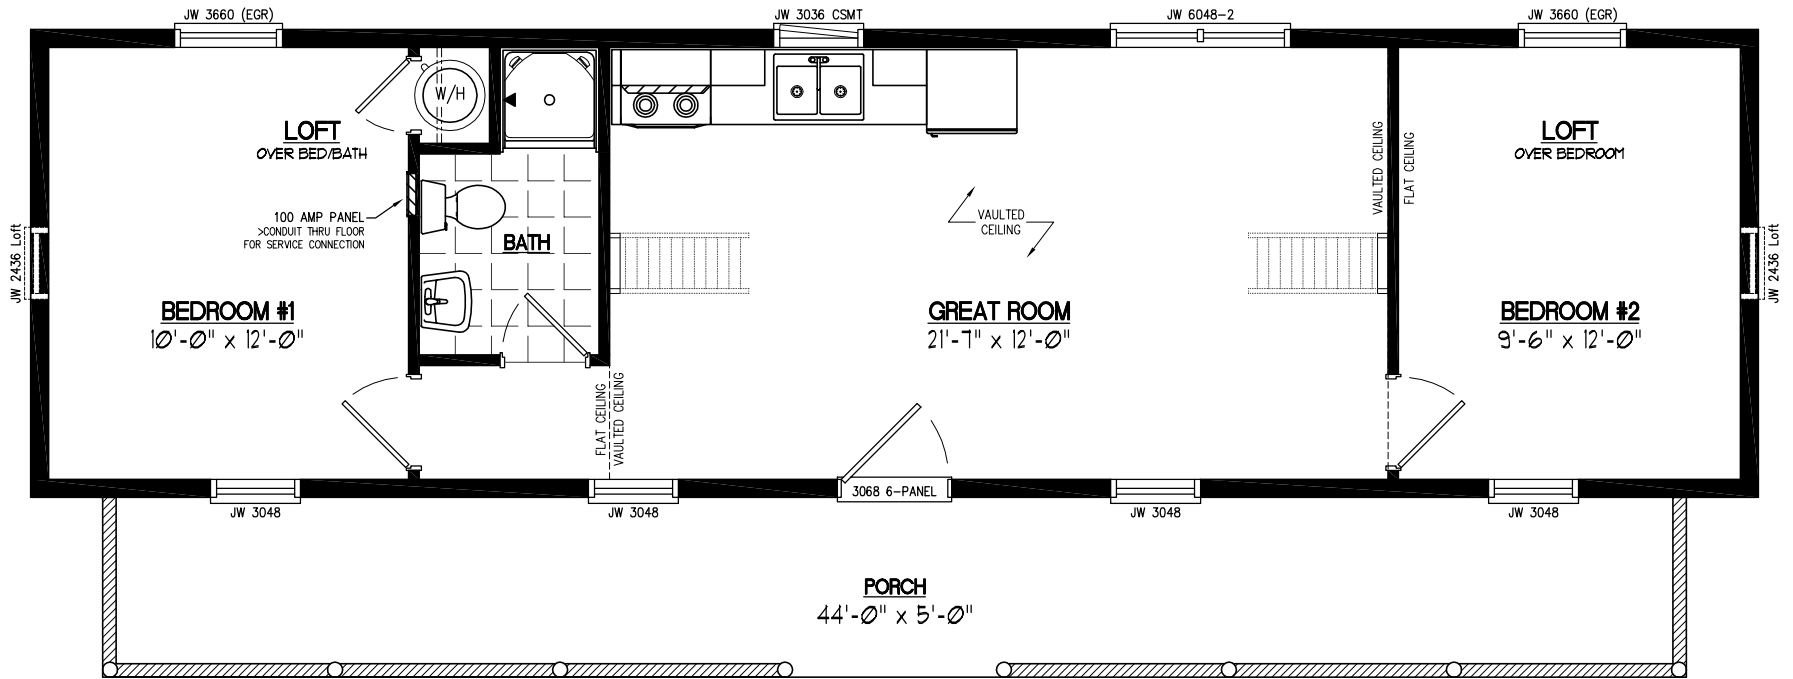 JW 3660 (EGR)
JW 3036 CSMT
JW 6048-2
JW 3660 (EGR)
W/H
LOFT
OVER BED/BATH
100 AMP PANEL
>CONDUIT THRU FLOOR
FOR SERVICE CONNECTION
BATH
VAULTED
CEILING
VAULTED CEILING
FLAT CEILING
LOFT
OVER BEDROOM
JW 2436 Loft
JW 2436 Loft
BEDROOM #1
10'-0" x 12'-0"
GREAT ROOM
21'-7" x 12'-0"
BEDROOM #2
9'-6" x 12'-0"
FLAT CEILING
VAULTED CEILING
3068 6-PANEL
JW 3048
JW 3048
JW 3048
JW 3048
PORCH
44'-0" x 5'-0"